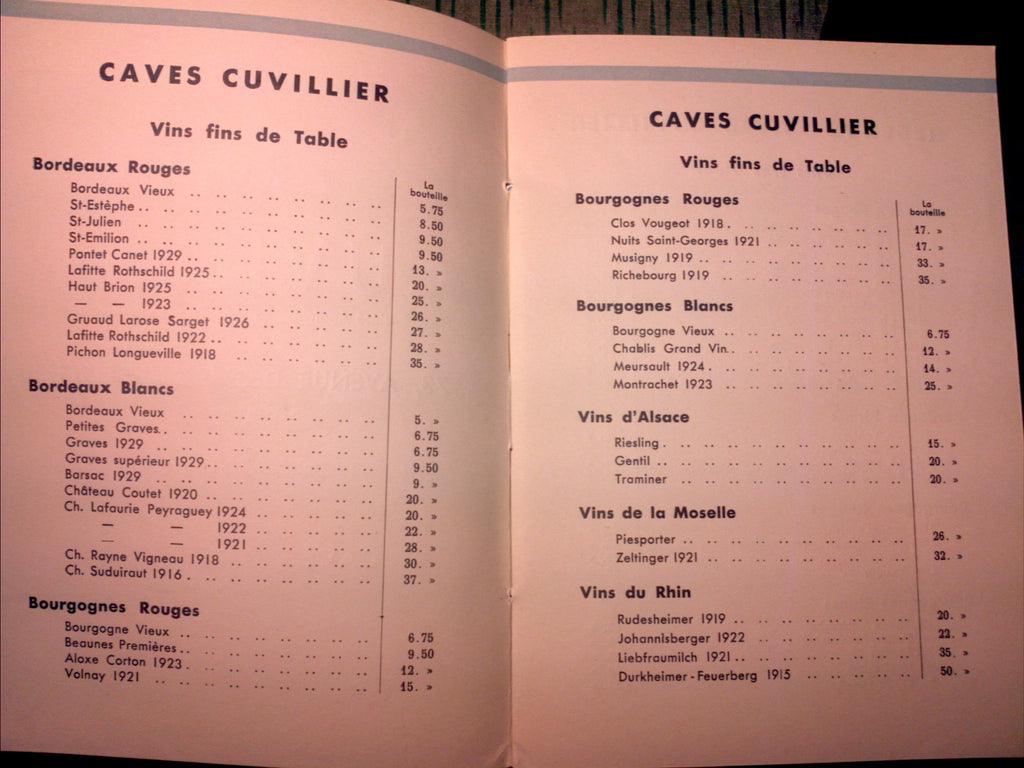 CAVES CUVILLIER
Vins fins de Table
La
bouteille
Bordeaux Rouges
Bordeaux Vieux .. .. .. .. .. .. .. 5.75
St-Estèphe .. .. .. .. .. .. .. .. 8.50
St-Julien .. .. .. .. .. .. .. .. 9.50
St-Emilion .. .. .. .. .. .. .. .. 9.50
Pontet Canet 1929 .. .. .. .. .. .. 13. »
Lafitte Rothschild 1925 .. .. .. .. .. 20. »
Haut Brion 1925 .. .. .. .. .. .. 25. »
— — 1923 .. .. .. .. .. .. 26. »
Gruaud Larose Sarget 1926 .. .. .. .. 27. »
Lafitte Rothschild 1922 .. .. .. .. .. 28. »
Pichon Longueville 1918 .. .. .. .. .. 35. »
Bordeaux Blancs
Bordeaux Vieux .. .. .. .. .. .. .. 5. »
Petites Graves .. .. .. .. .. .. .. 6.75
Graves 1929 .. .. .. .. .. .. .. 6.75
Graves supérieur 1929 .. .. .. .. .. 9.50
Barsac 1929 .. .. .. .. .. .. .. 9. »
Château Coutet 1920 .. .. .. .. .. 20. »
Ch. Lafaurie Peyraguey 1924 .. .. .. .. 20. »
— — 1922 .. .. .. .. 22. »
— — 1921 .. .. .. .. 28. »
Ch. Rayne Vigneau 1918 .. .. .. .. .. 30. »
Ch. Suduiraut 1916 . .. .. .. .. .. 37. »
Bourgognes Rouges
Bourgogne Vieux .. .. .. .. .. .. 6.75
Beaunes Premières .. .. .. .. .. .. 9.50
Aloxe Corton 1923 . .. .. .. .. .. 12. »
Volnay 1921 .. .. .. .. .. .. .. 15. »
CAVES CUVILLIER
Vins fins de Table
La
bouteille
Bourgognes Rouges
Clos Vougeot 1918 . .. .. .. .. .. 17. »
Nuits Saint-Georges 1921 .. .. .. .. .. 17. »
Musigny 1919 .. .. .. .. .. .. .. 33. »
Richebourg 1919 .. .. .. .. .. .. 35. »
Bourgognes Blancs
Bourgogne Vieux .. .. .. .. .. .. 6.75
Chablis Grand Vin .. .. .. .. .. .. 12. »
Meursault 1924 . .. .. .. .. .. .. 14. »
Montrachet 1923 .. .. .. .. .. .. 25. »
Vins d'Alsace
Riesling . .. .. .. .. .. .. .. 15. »
Gentil .. .. .. .. .. .. .. .. 20. »
Traminer .. .. .. .. .. .. .. 20. »
Vins de la Moselle
Piesporter .. .. .. .. .. .. .. .. 26. »
Zeltinger 1921 .. .. .. .. .. .. .. 32. »
Vins du Rhin
Rudesheimer 1919 .. .. .. .. .. .. 20. »
Johannisberger 1922 .. .. .. .. .. 22. »
Liebfraumilch 1921 .. .. .. .. .. .. 35. »
Durkheimer - Feuerberg 1915 .. .. .. .. 50. »